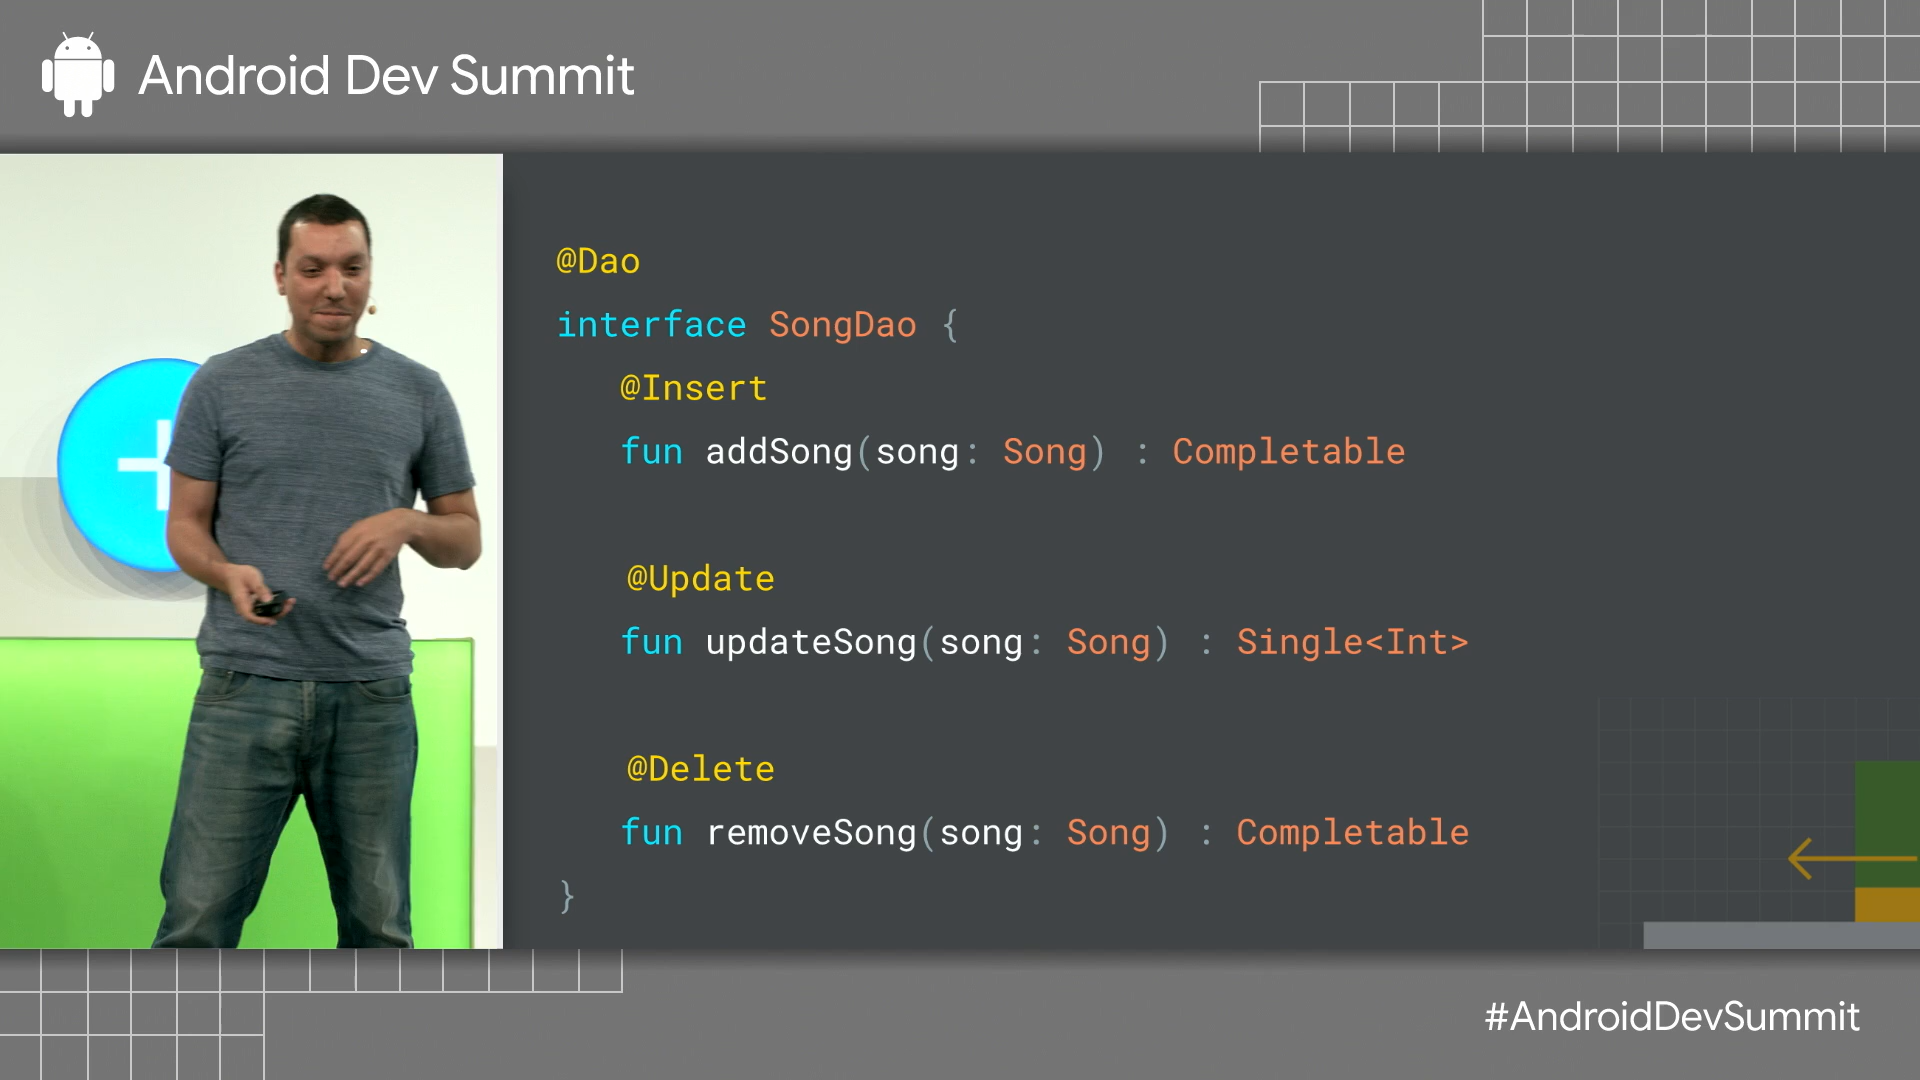 Android Dev Summit
@Dao
interface SongDao {
@Insert
fun addSong(song: Song) : Completable
@Update
fun updateSong(song: Song) : Single<Int>
@Delete
fun removeSong(song: Song) : Completable
}
#AndroidDevSummit